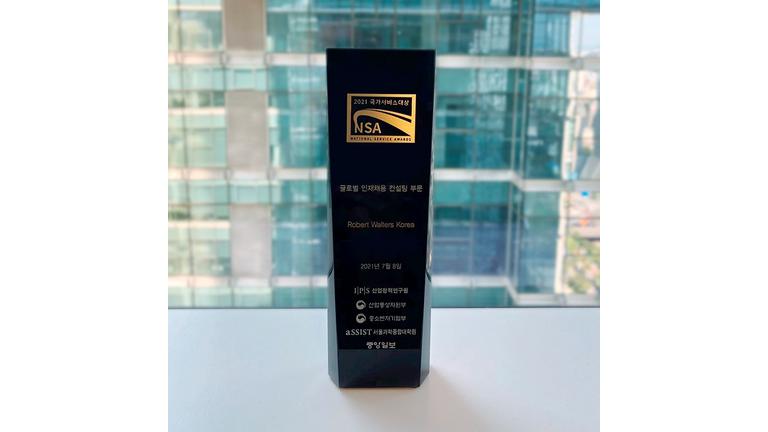 2021 국가서비스대상
NSA
NATIONAL SERVICE AWARDS
글로벌 인재채용 컨설팅 부문
Robert Walters Korea
2021년 7월 8일
I|P|S 산업정책연구원
산업통상자원부
중소벤처기업부
aSSIST 서울과학종합대학원
중앙일보